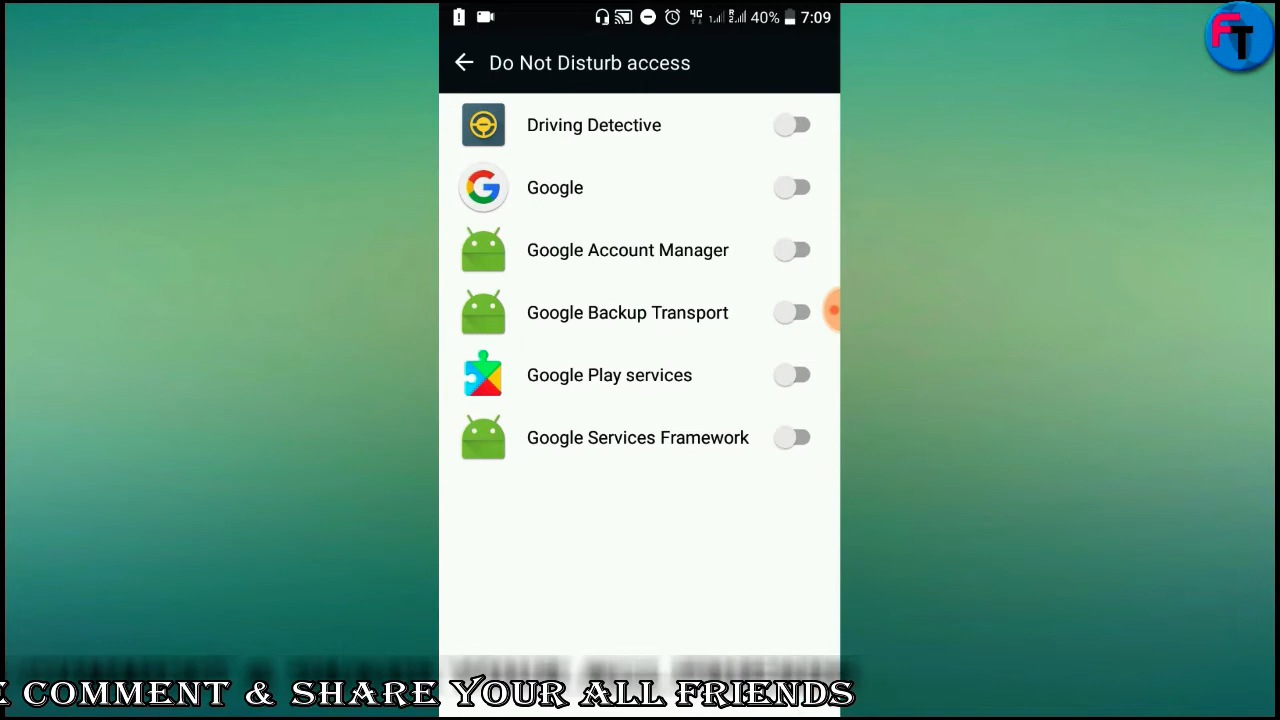 FT
40% 7:09
Do Not Disturb access
Driving Detective
Google
Google Account Manager
Google Backup Transport
Google Play services
Google Services Framework
COMMENT & SHARE YOUR ALL FRIENDS